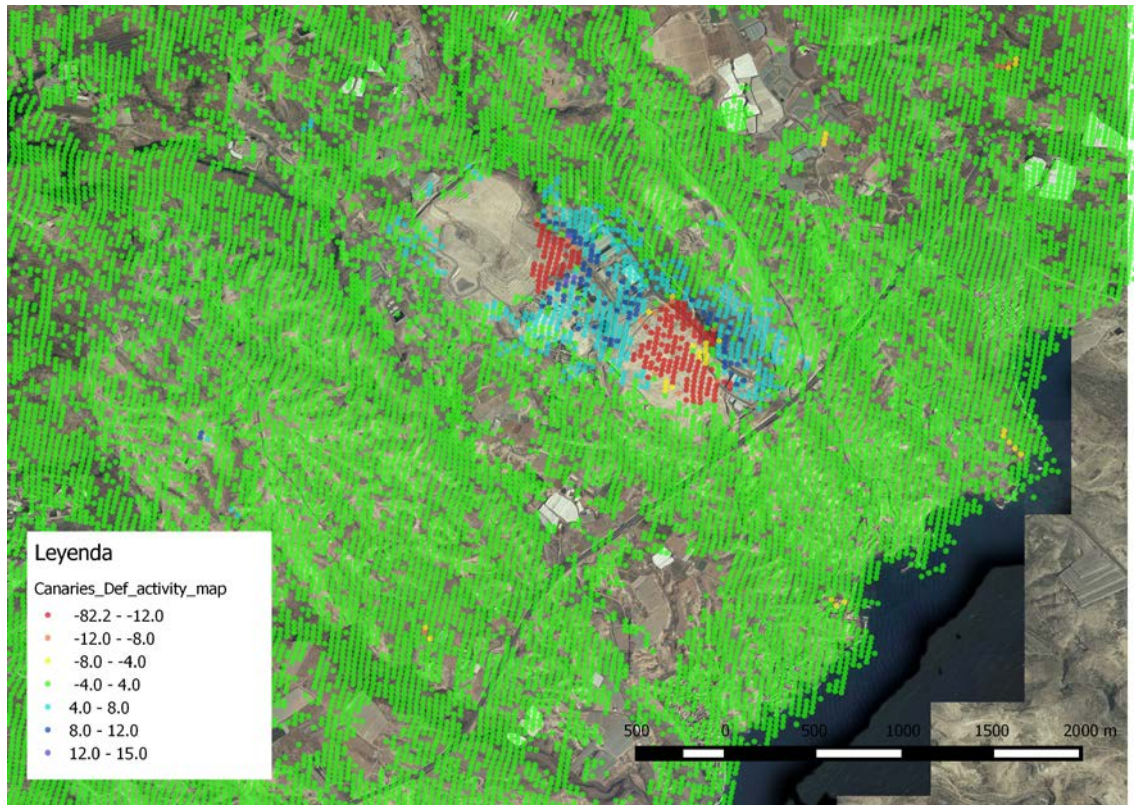 Leyenda
Canaries_Def_activity_map
-82.2 - -12.0
-12.0 - -8.0
-8.0 - -4.0
-4.0 - 4.0
4.0 - 8.0
8.0 - 12.0
12.0 - 15.0
500 0 500 1000 1500 2000 m